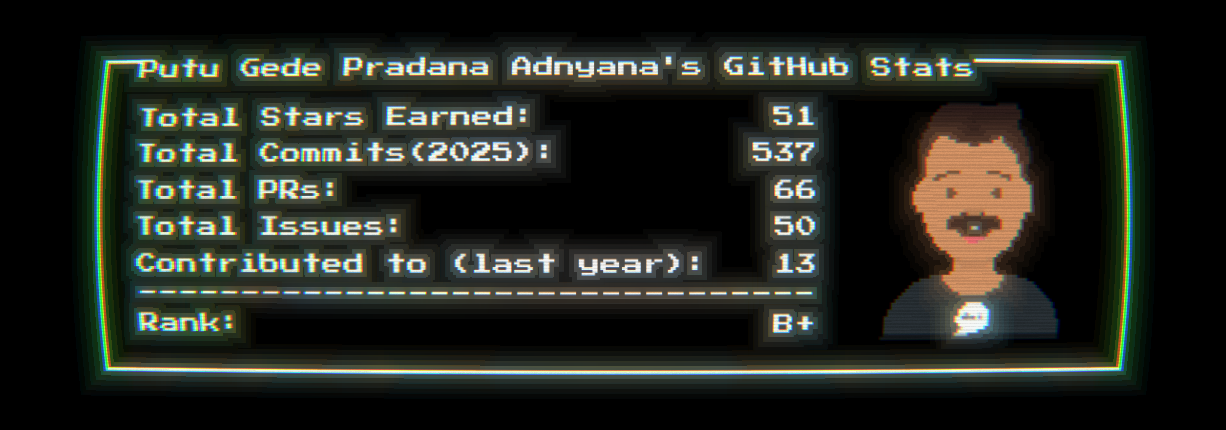 Putu Gede Pradana Adnyana's GitHub Stats
Total Stars Earned: 51
Total Commits(2025): 537
Total PRs: 66
Total Issues: 50
Contributed to (last year): 13
---------------------------------
Rank: B+